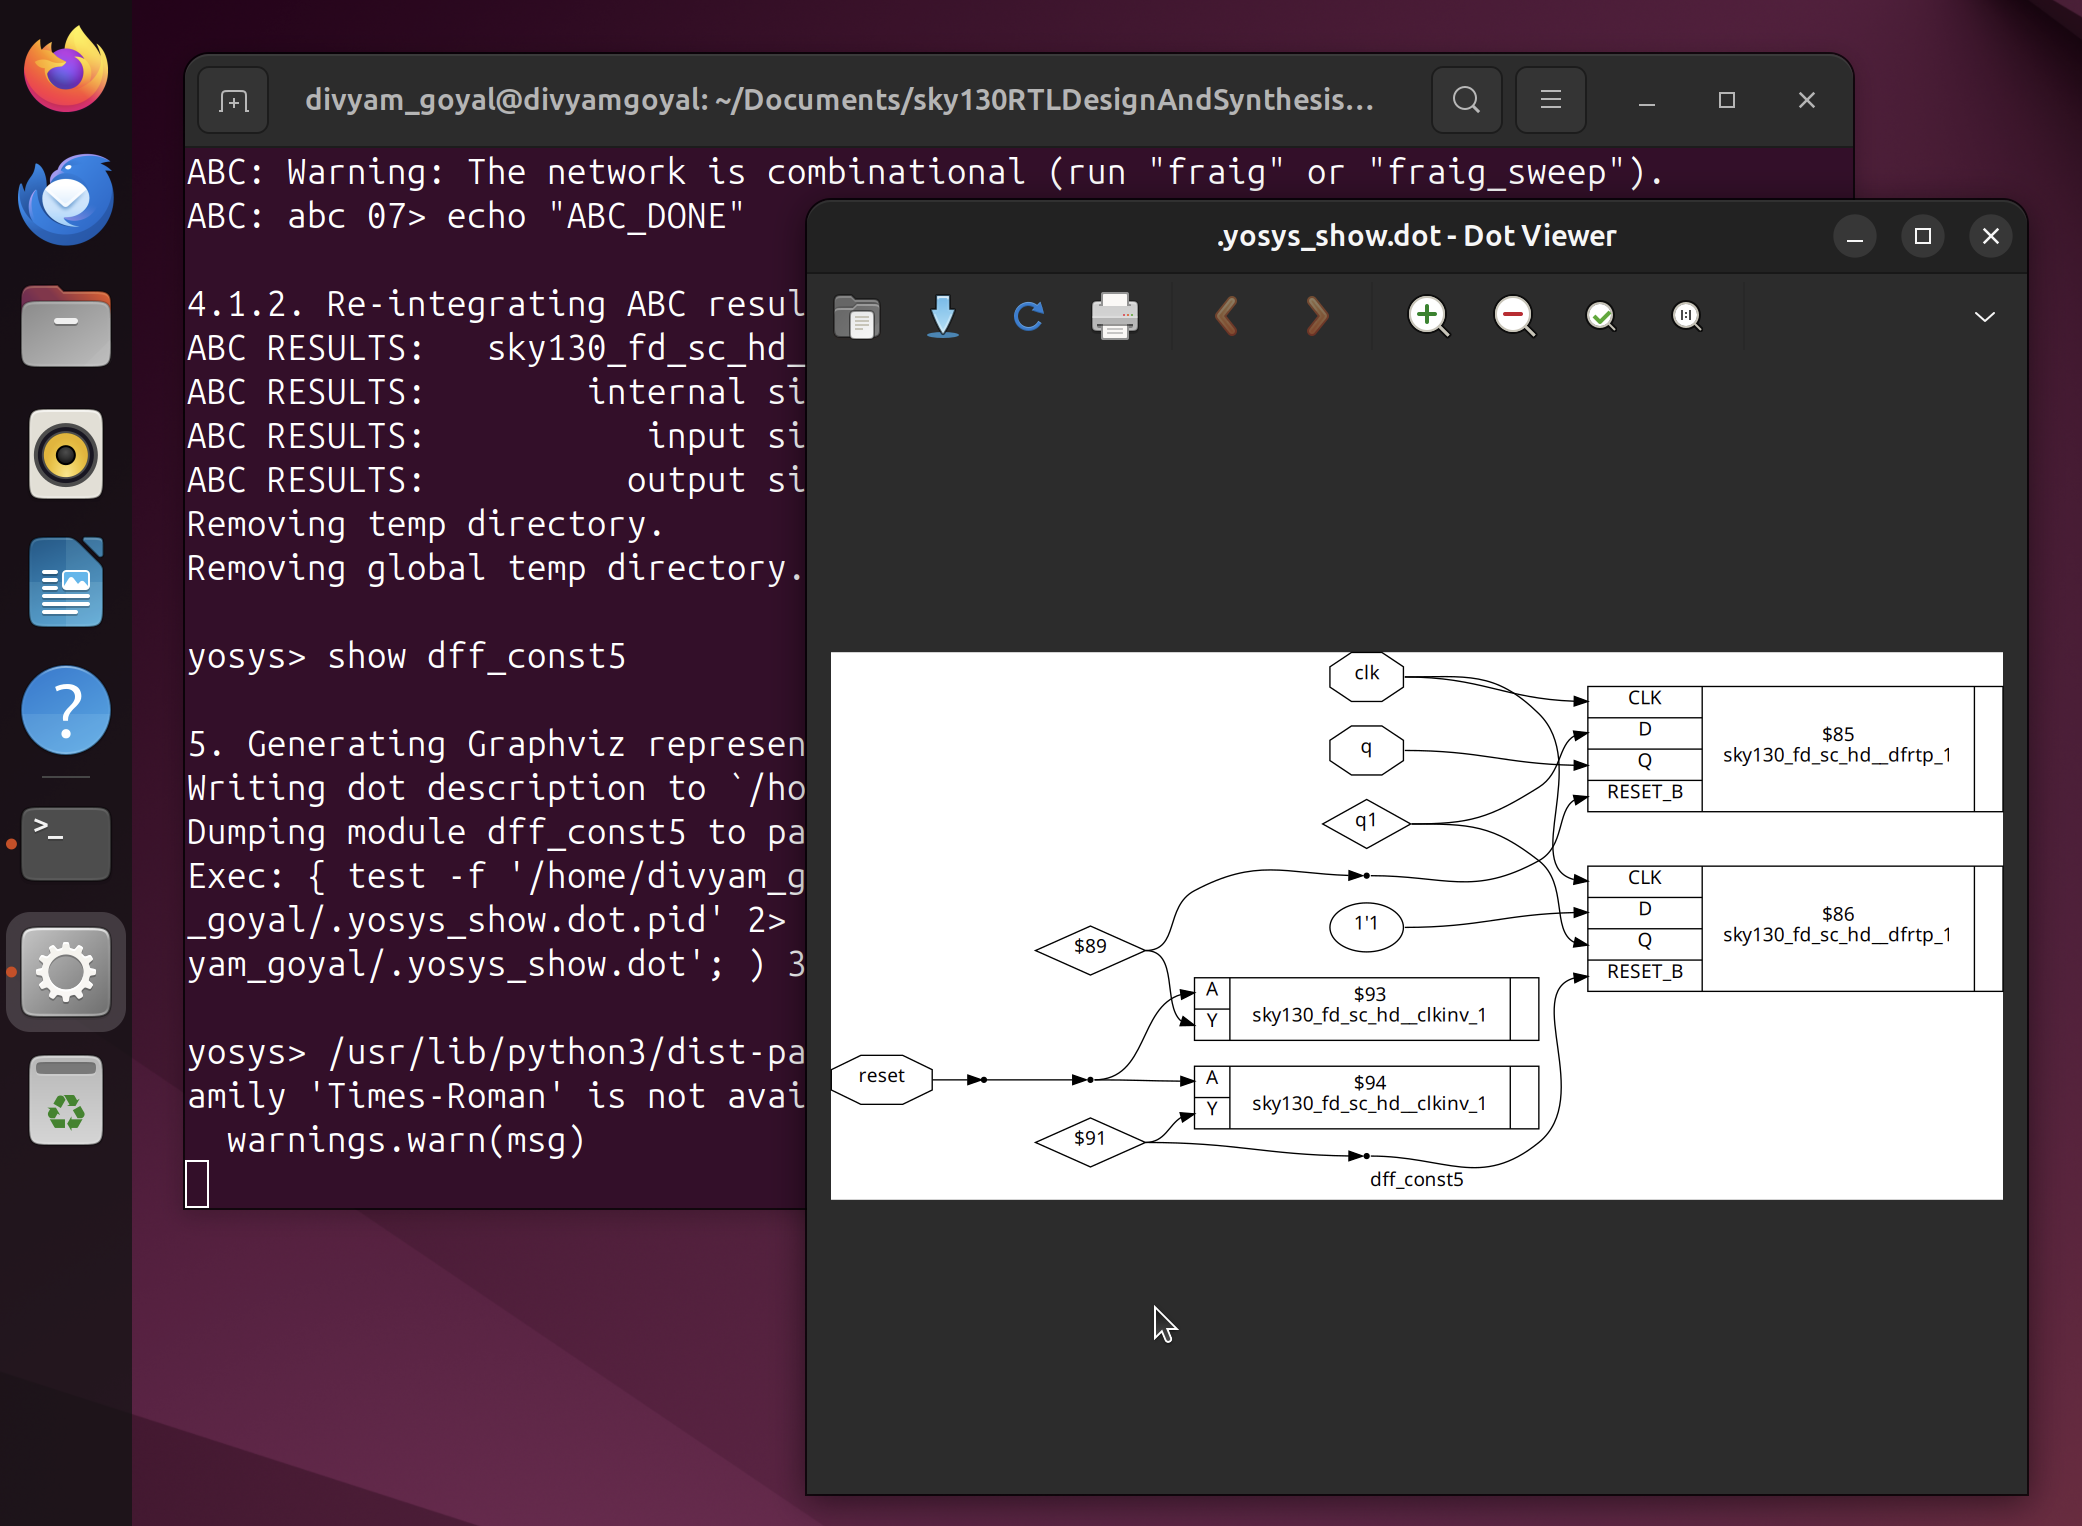 divyam_goyal@divyamgoyal: ~/Documents/sky130RTLDesignAndSynthesis…
ABC: Warning: The network is combinational (run "fraig" or "fraig_sweep").
ABC: abc 07> echo "ABC_DONE"
4.1.2. Re-integrating ABC resul
ABC RESULTS:   sky130_fd_sc_hd_
ABC RESULTS:        internal si
ABC RESULTS:           input si
ABC RESULTS:          output si
Removing temp directory.
Removing global temp directory.
yosys> show dff_const5
5. Generating Graphviz represen
Writing dot description to `/ho
Dumping module dff_const5 to pa
Exec: { test -f '/home/divyam_g
_goyal/.yosys_show.dot.pid' 2>
yam_goyal/.yosys_show.dot'; ) 3
yosys> /usr/lib/python3/dist-pa
amily 'Times-Roman' is not avai
  warnings.warn(msg)
.yosys_show.dot - Dot Viewer
clk
q
q1
1'1
$89
reset
$91
A
Y
$93
sky130_fd_sc_hd__clkinv_1
A
Y
$94
sky130_fd_sc_hd__clkinv_1
CLK
D
Q
RESET_B
$85
sky130_fd_sc_hd__dfrtp_1
CLK
D
Q
RESET_B
$86
sky130_fd_sc_hd__dfrtp_1
dff_const5